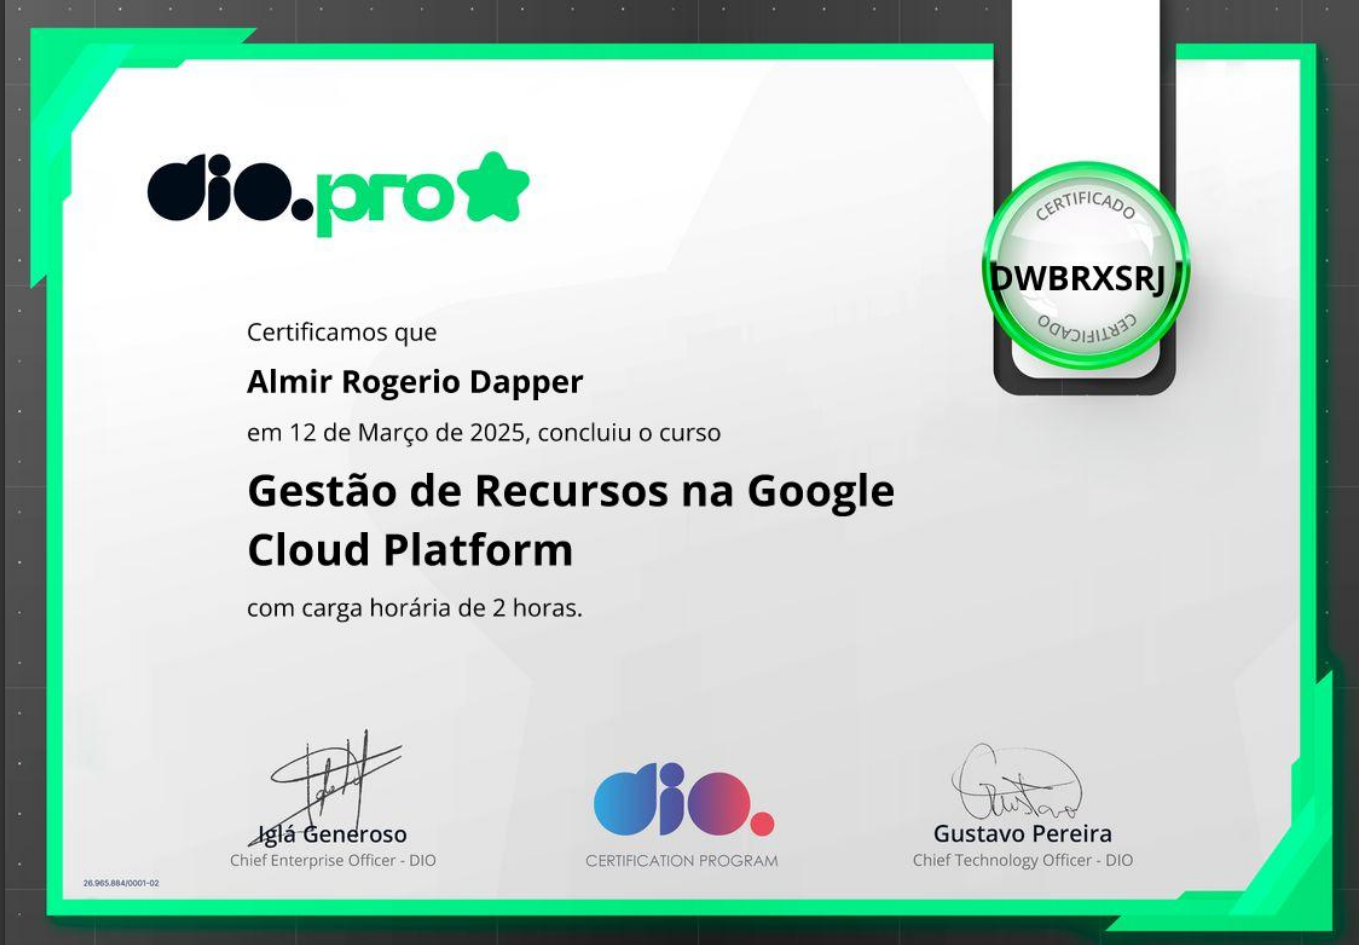 dio.pro
CERTIFICADO
DWBRXSRJ
CERTIFICADO
Certificamos que
Almir Rogerio Dapper
em 12 de Março de 2025, concluiu o curso
Gestão de Recursos na Google
Cloud Platform
com carga horária de 2 horas.
Iglá Generoso
Chief Enterprise Officer - DIO
dio.
CERTIFICATION PROGRAM
Gustavo
Gustavo Pereira
Chief Technology Officer - DIO
26.965.884/0001-02